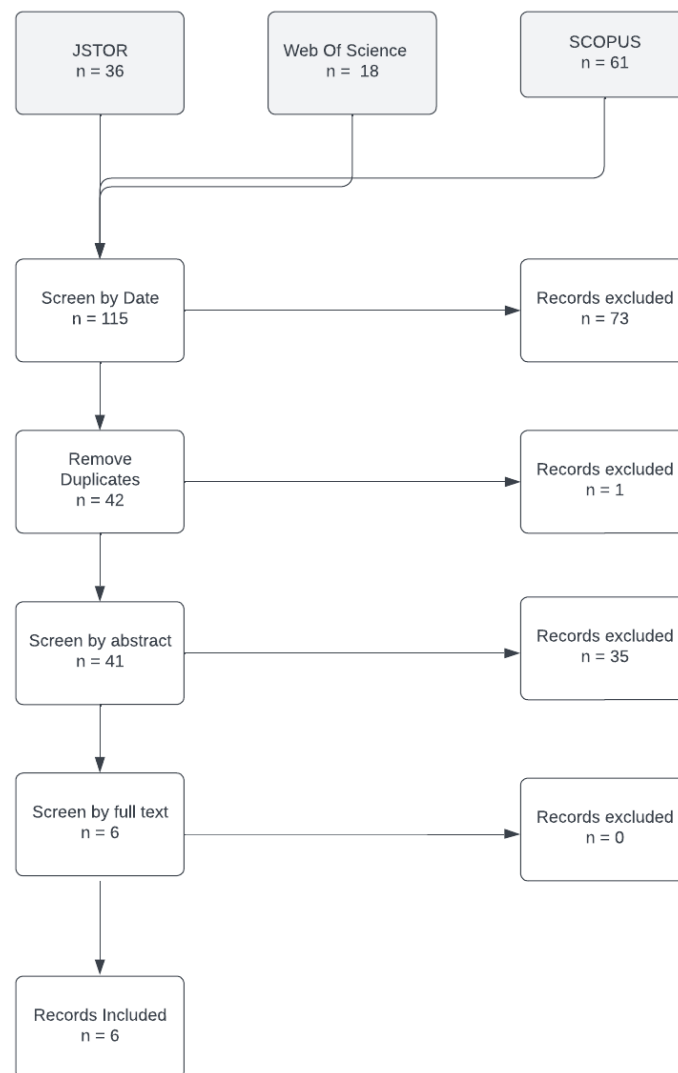 JSTOR
n = 36
Web Of Science
n = 18
SCOPUS
n = 61
Screen by Date
n = 115
Records excluded
n = 73
Remove
Duplicates
n = 42
Records excluded
n = 1
Screen by abstract
n = 41
Records excluded
n = 35
Screen by full text
n = 6
Records excluded
n = 0
Records Included
n = 6